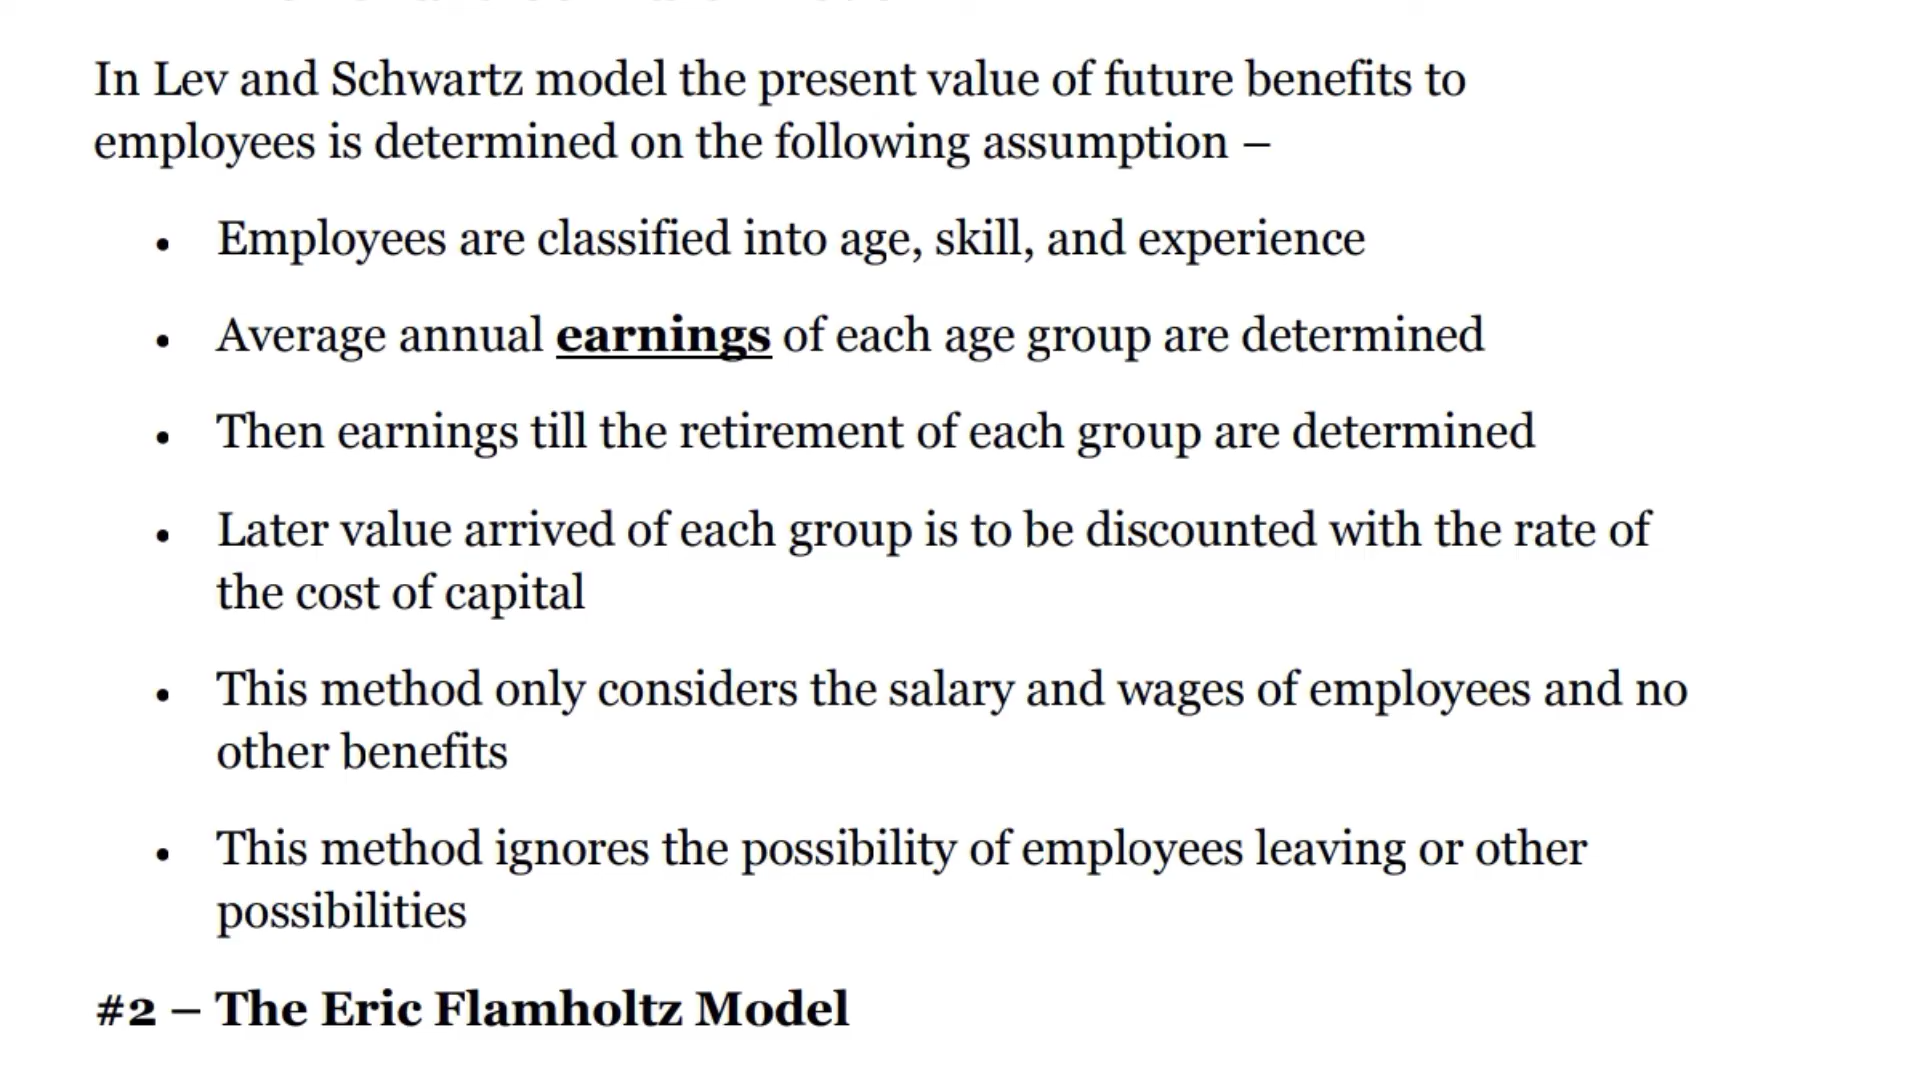 In Lev and Schwartz model the present value of future benefits to
employees is determined on the following assumption –
• Employees are classified into age, skill, and experience
• Average annual earnings of each age group are determined
• Then earnings till the retirement of each group are determined
• Later value arrived of each group is to be discounted with the rate of
the cost of capital
• This method only considers the salary and wages of employees and no
other benefits
• This method ignores the possibility of employees leaving or other
possibilities
#2 – The Eric Flamholtz Model